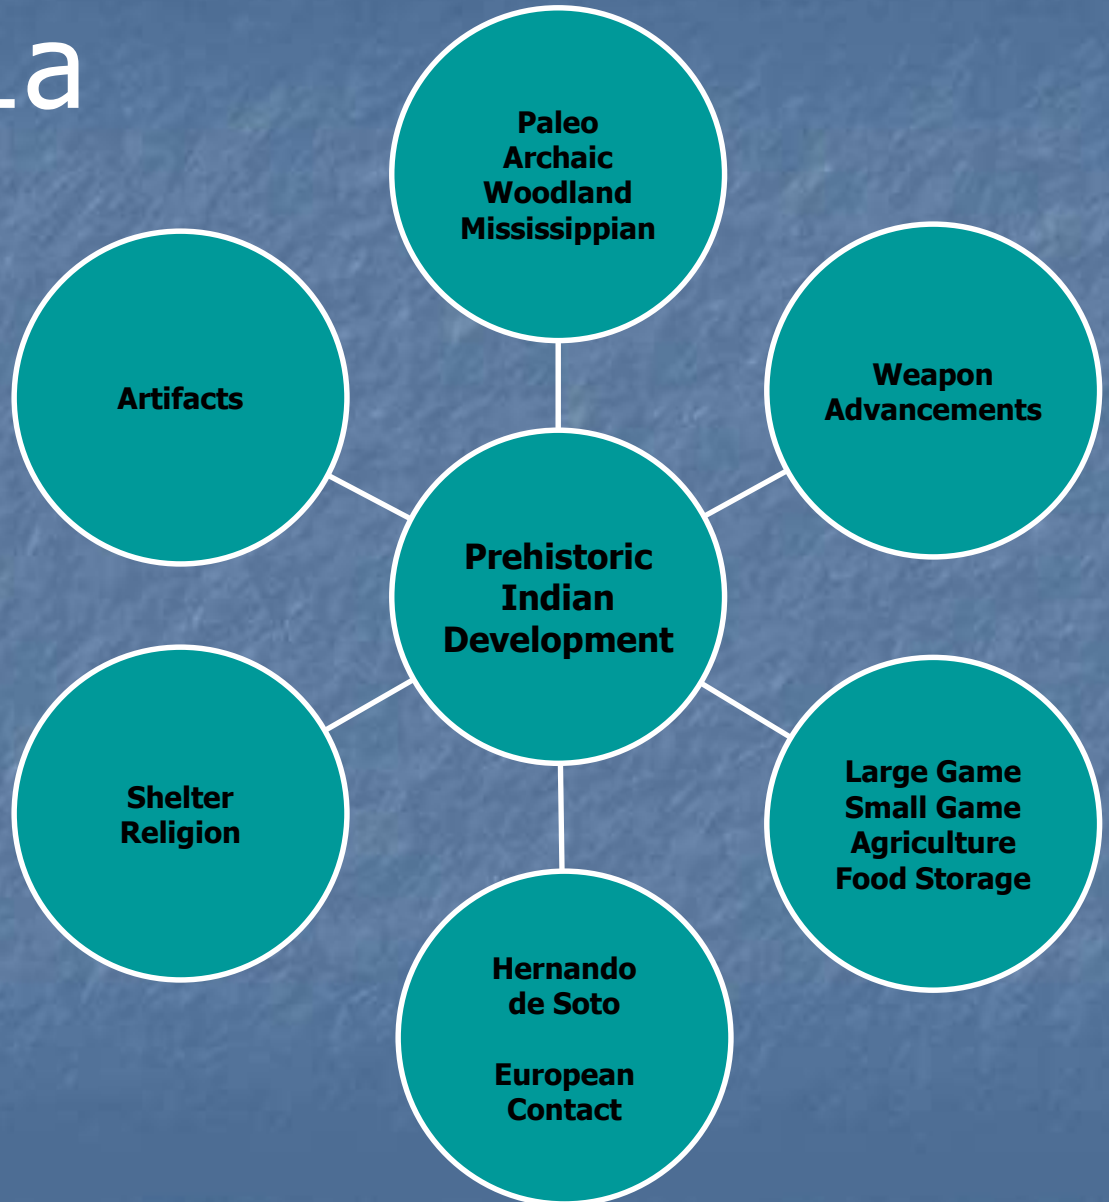 1a
Paleo
Archaic
Woodland
Mississippian
Weapon
Advancements
Artifacts
Prehistoric
Indian
Development
Large Game
Small Game
Agriculture
Food Storage
Shelter
Religion
Hernando
de Soto
European
Contact